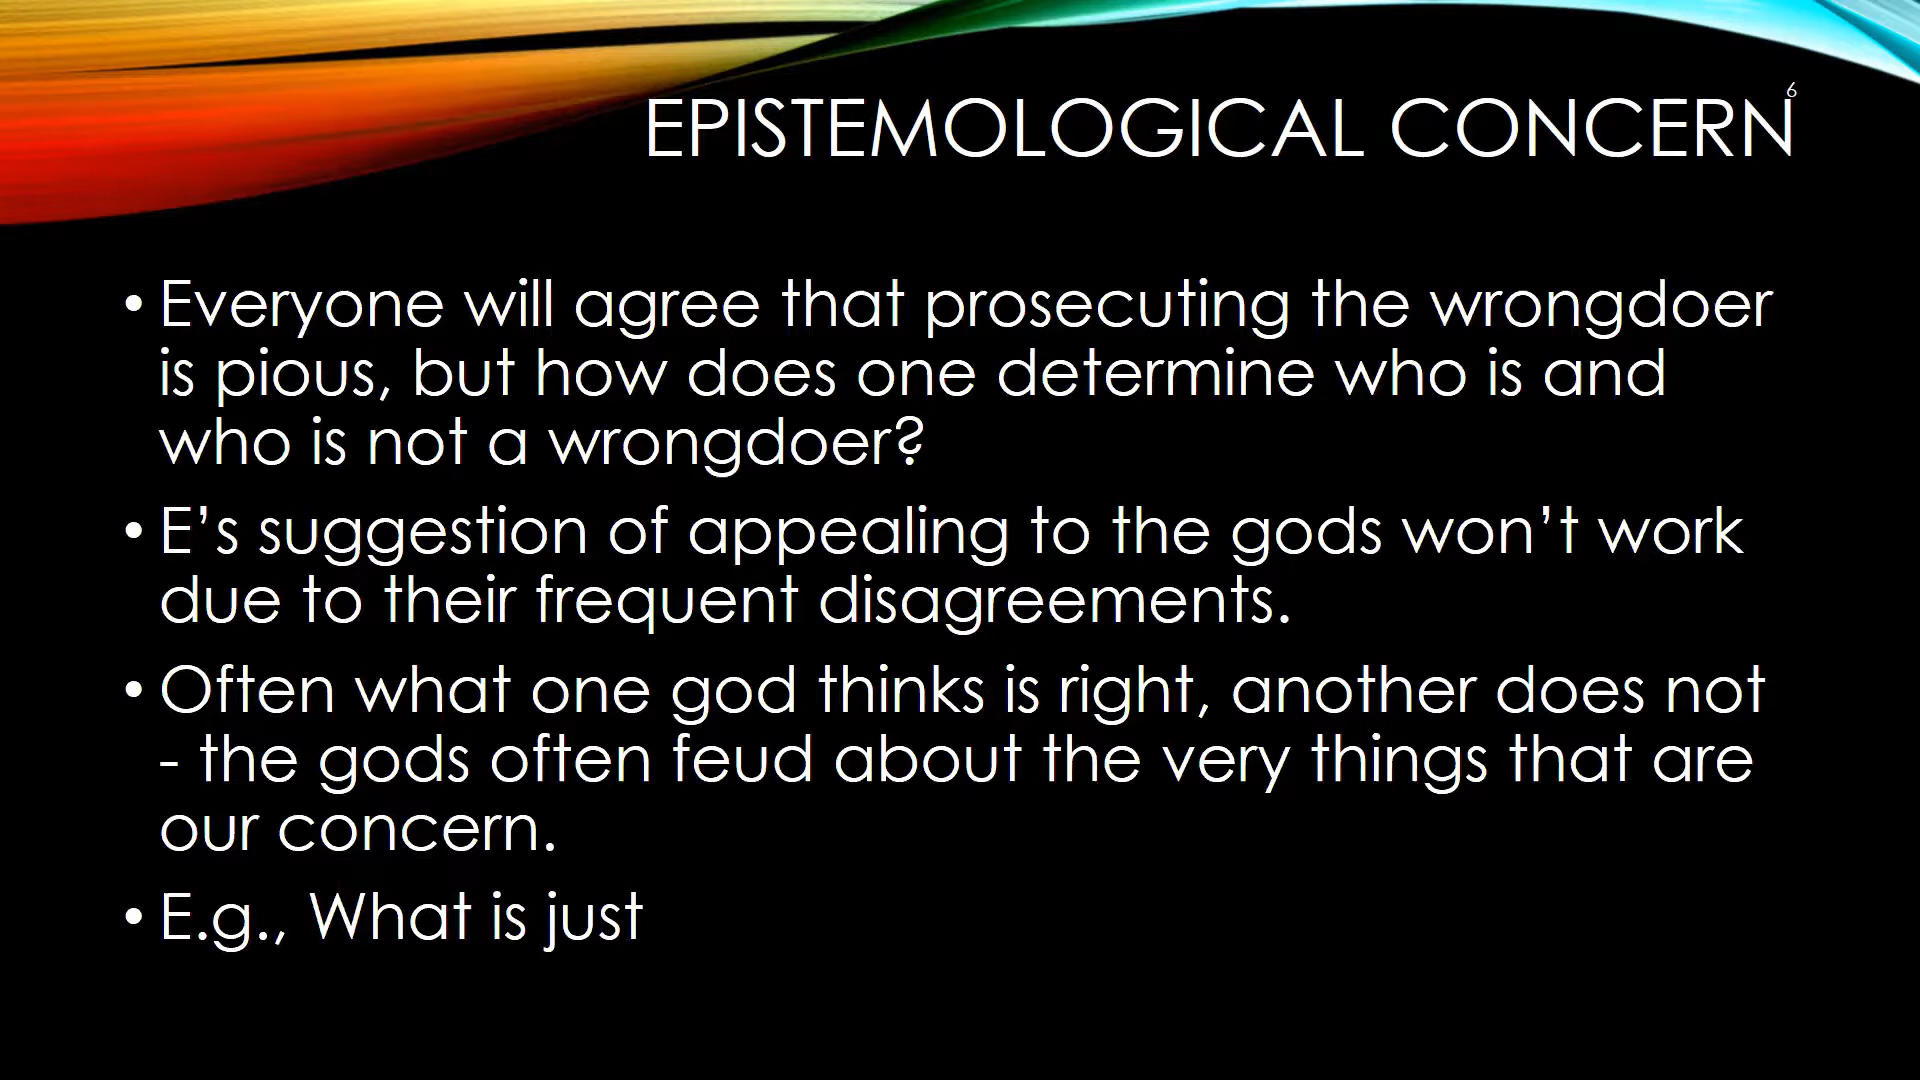 6
EPISTEMOLOGICAL CONCERN
• Everyone will agree that prosecuting the wrongdoer
is pious, but how does one determine who is and
who is not a wrongdoer?
• E’s suggestion of appealing to the gods won’t work
due to their frequent disagreements.
• Often what one god thinks is right, another does not
- the gods often feud about the very things that are
our concern.
• E.g., What is just